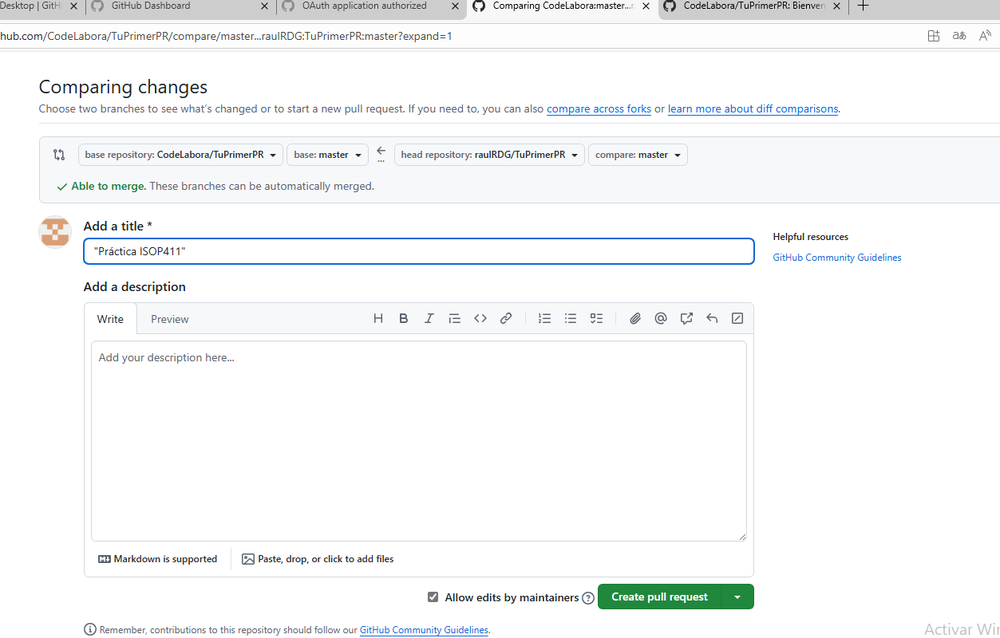 Desktop | GitH GitHub Dashboard OAuth application authorized Comparing CodeLabora:master...r CodeLabora/TuPrimerPR: Bienven
hub.com/CodeLabora/TuPrimerPR/compare/master...raulRDG:TuPrimerPR:master?expand=1
Comparing changes
Choose two branches to see what's changed or to start a new pull request. If you need to, you can also compare across forks or learn more about diff comparisons.
base repository: CodeLabora/TuPrimerPR base: master head repository: raulRDG/TuPrimerPR compare: master
Able to merge. These branches can be automatically merged.
Add a title *
"Práctica ISOP411"
Helpful resources
GitHub Community Guidelines
Add a description
Write Preview
Add your description here...
Markdown is supported Paste, drop, or click to add files
Allow edits by maintainers Create pull request
Remember, contributions to this repository should follow our GitHub Community Guidelines.
Activar Win